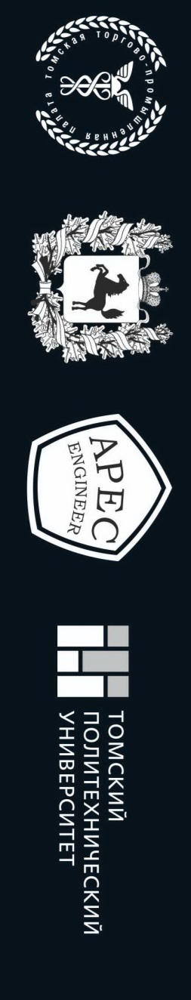 томская торгово-промышленная палата
APEC
ENGINEER
ТОМСКИЙ
ПОЛИТЕХНИЧЕСКИЙ
УНИВЕРСИТЕТ